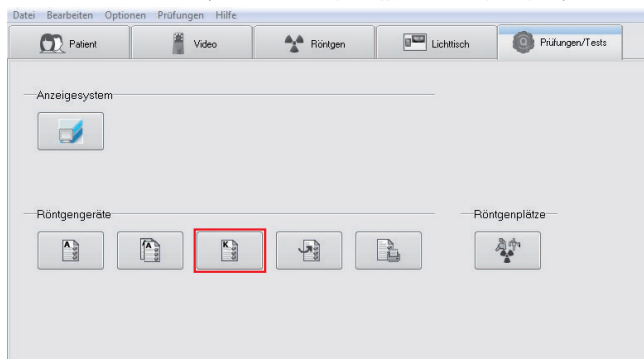 Datei Bearbeiten Optionen Prüfungen Hilfe
Patient Video Röntgen Lichttisch Prüfungen/Tests
Anzeigesystem
Röntgengeräte Röntgenplätze
A A K